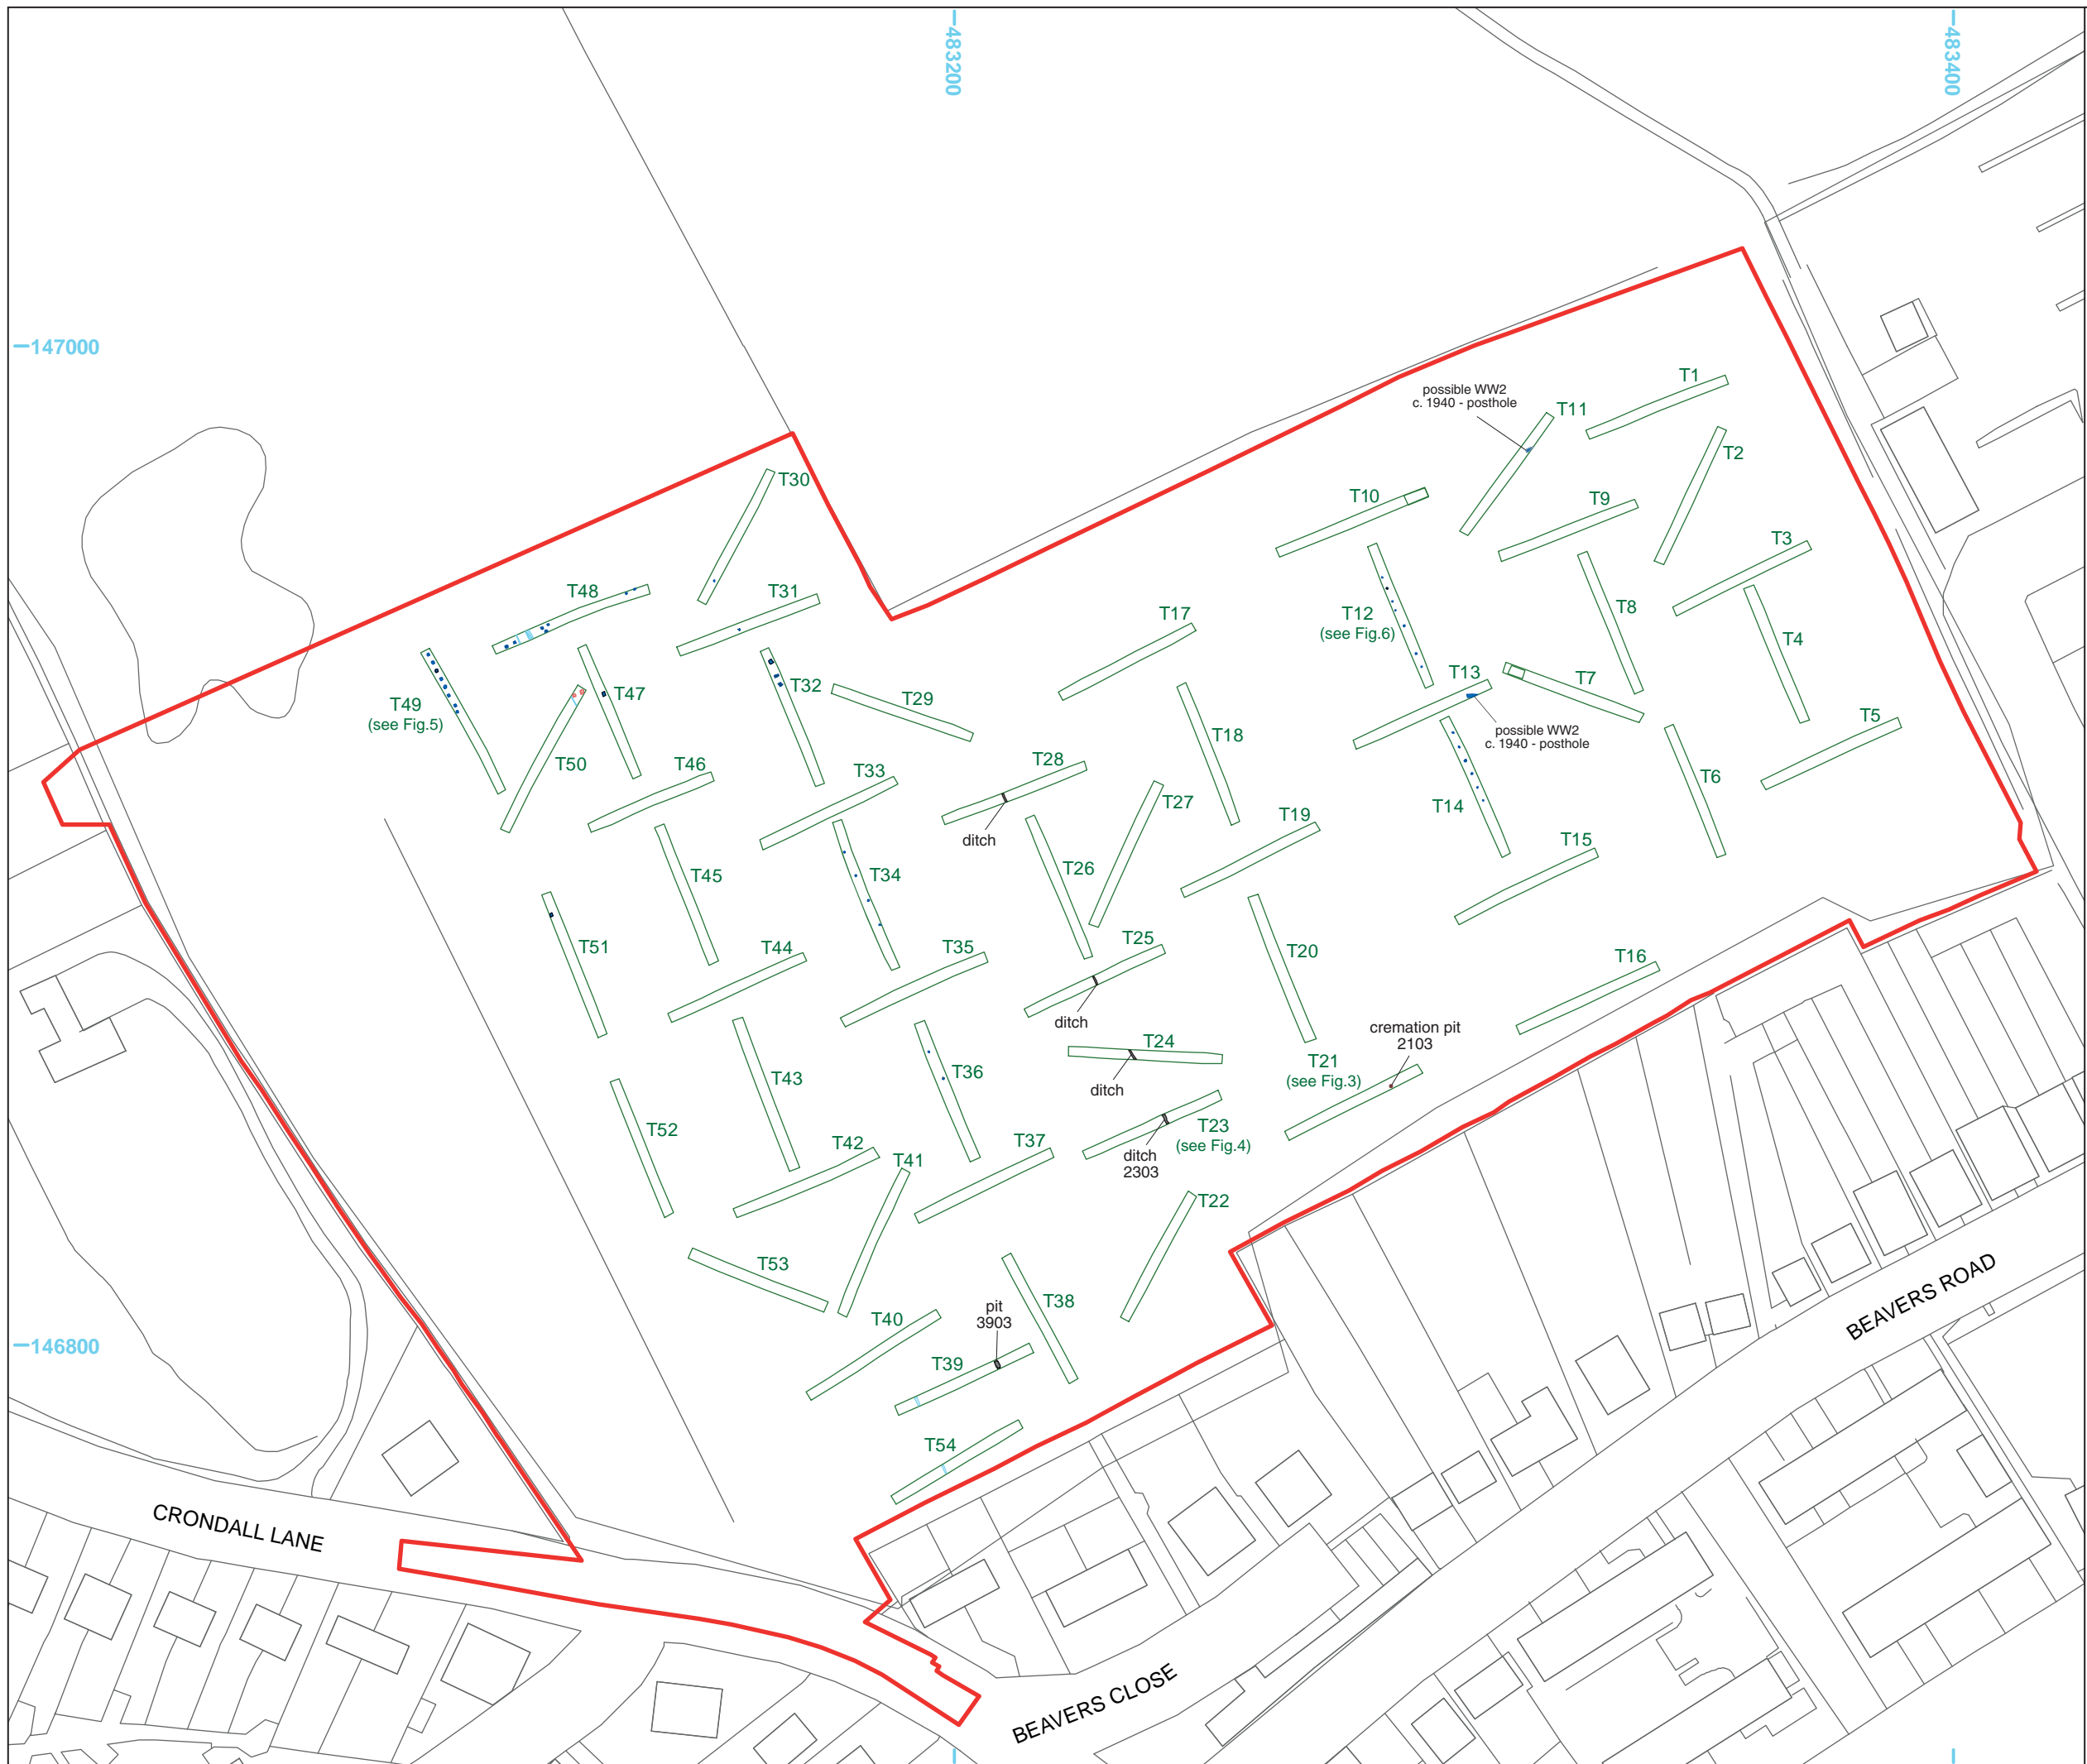 483200
483400
147000
T1
possible WW2
c. 1940 - posthole
T11
T2
T30
T10
T9
T3
T48
T31
T17
T12
(see Fig.6)
T8
T4
T49
(see Fig.5)
T47
T32
T29
T13
T7
T5
possible WW2
c. 1940 - posthole
T18
T50
T46
T33
T28
T6
T27
T14
T19
ditch
T15
T45
T34
T26
T51
T44
T35
T25
T20
T16
ditch
cremation pit
2103
T24
T21
(see Fig.3)
T43
T36
ditch
T52
T42
T37
T23
(see Fig.4)
T41
ditch
2303
T22
T53
T38
BEAVERS ROAD
pit
3903
T40
146800
T39
T54
CRONDALL LANE
BEAVERS CLOSE